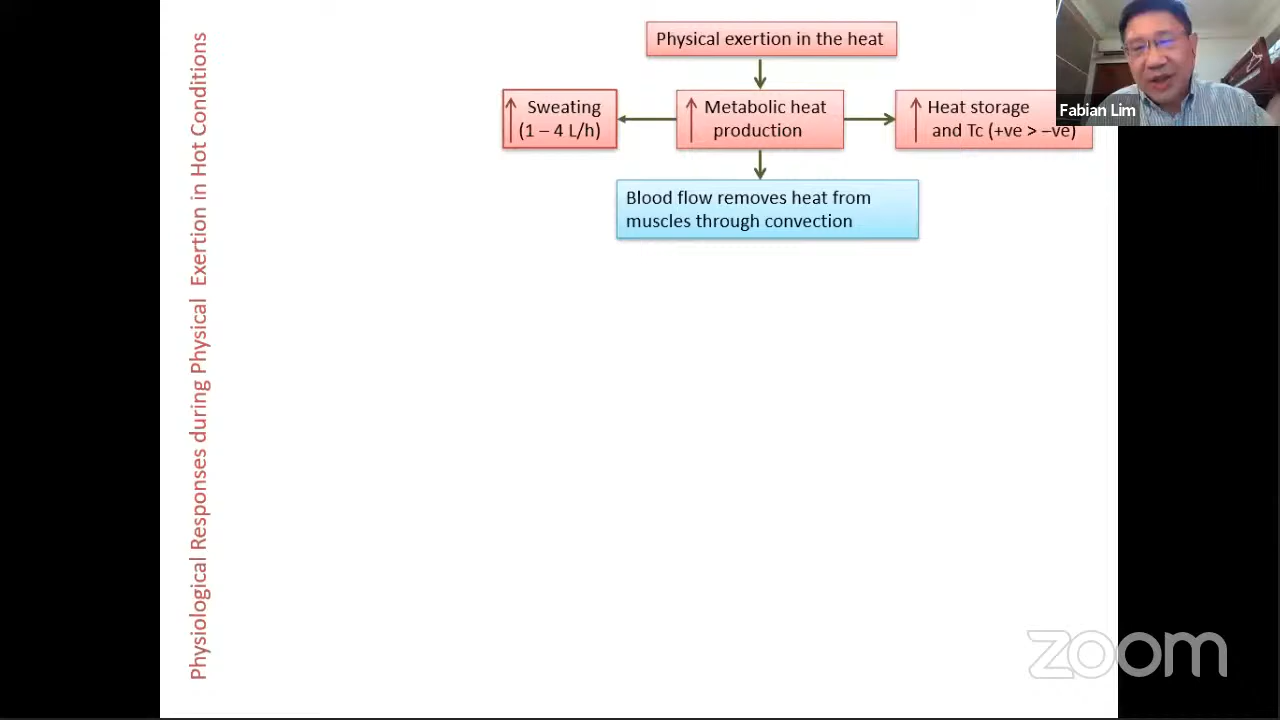 Physiological Responses during Physical Exertion in Hot Conditions
Physical exertion in the heat
Sweating
(1 – 4 L/h)
Metabolic heat
production
Heat storage
and Tc (+ve > –ve)
Blood flow removes heat from
muscles through convection
Fabian Lim
zoom